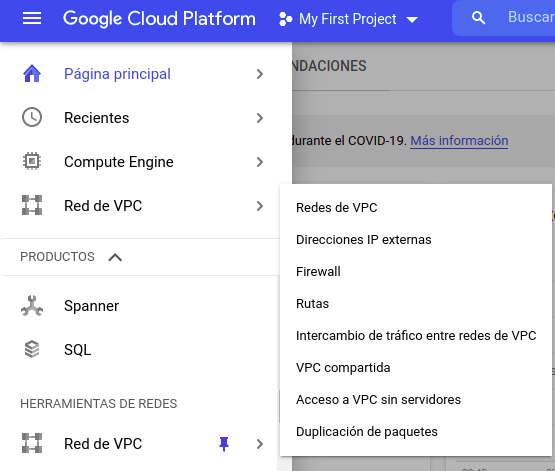 Google Cloud Platform
My First Project
Buscar
Página principal
NDACIONES
Recientes
durante el COVID-19. Más información
Compute Engine
Red de VPC
Redes de VPC
Direcciones IP externas
PRODUCTOS
Firewall
Spanner
Rutas
Intercambio de tráfico entre redes de VPC
SQL
VPC compartida
HERRAMIENTAS DE REDES
Acceso a VPC sin servidores
Duplicación de paquetes
Red de VPC